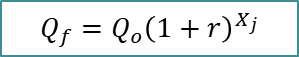 Q_f = Q_o(1 + r)^{X_j}